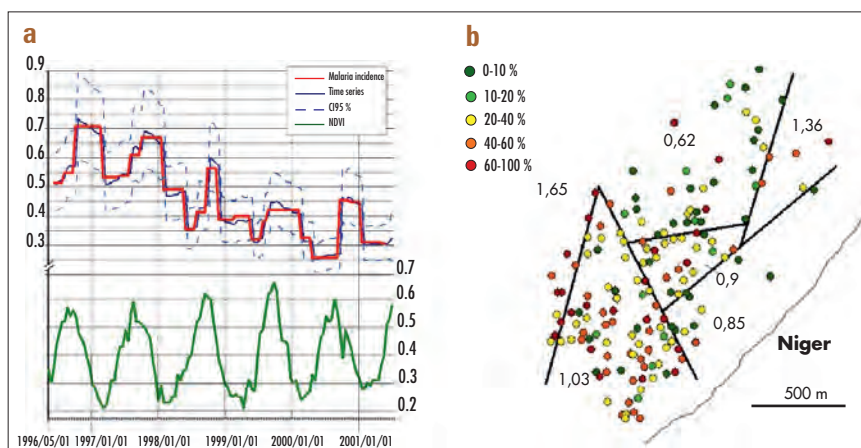 a
0.9
0.8
0.7
0.6
0.5
0.4
0.3
Malaria incidence
Time series
CI95 %
NDVI
0.7
0.6
0.5
0.4
0.3
0.2
1996/05/01 1997/01/01 1998/01/01 1999/01/01 2000/01/01 2001/01/01
b
0-10 %
10-20 %
20-40 %
40-60 %
60-100 %
0,62
1,36
1,65
0,9
0,85
1,03
Niger
500 m